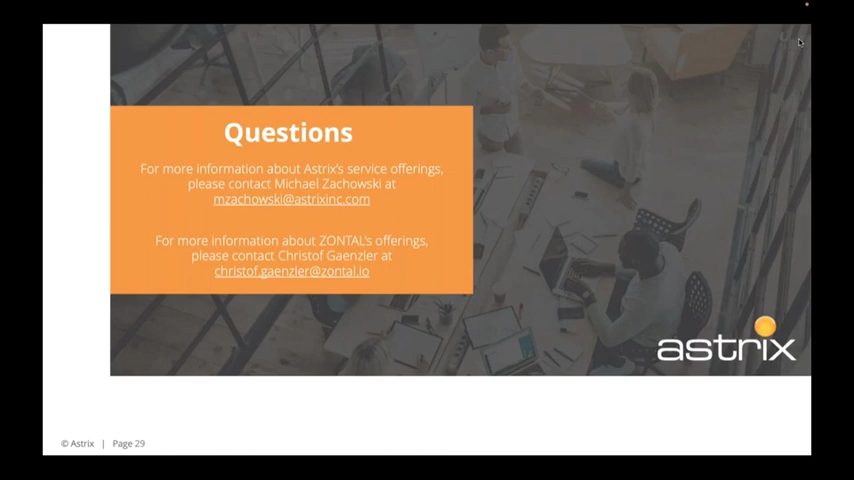 Questions
For more information about Astrix's service offerings,
please contact Michael Zachowski at
mzachowski@astrixinc.com
For more information about ZONTAL's offerings,
please contact Christof Gaenzler at
christof.gaenzler@zontal.io
astrix
© Astrix | Page 29